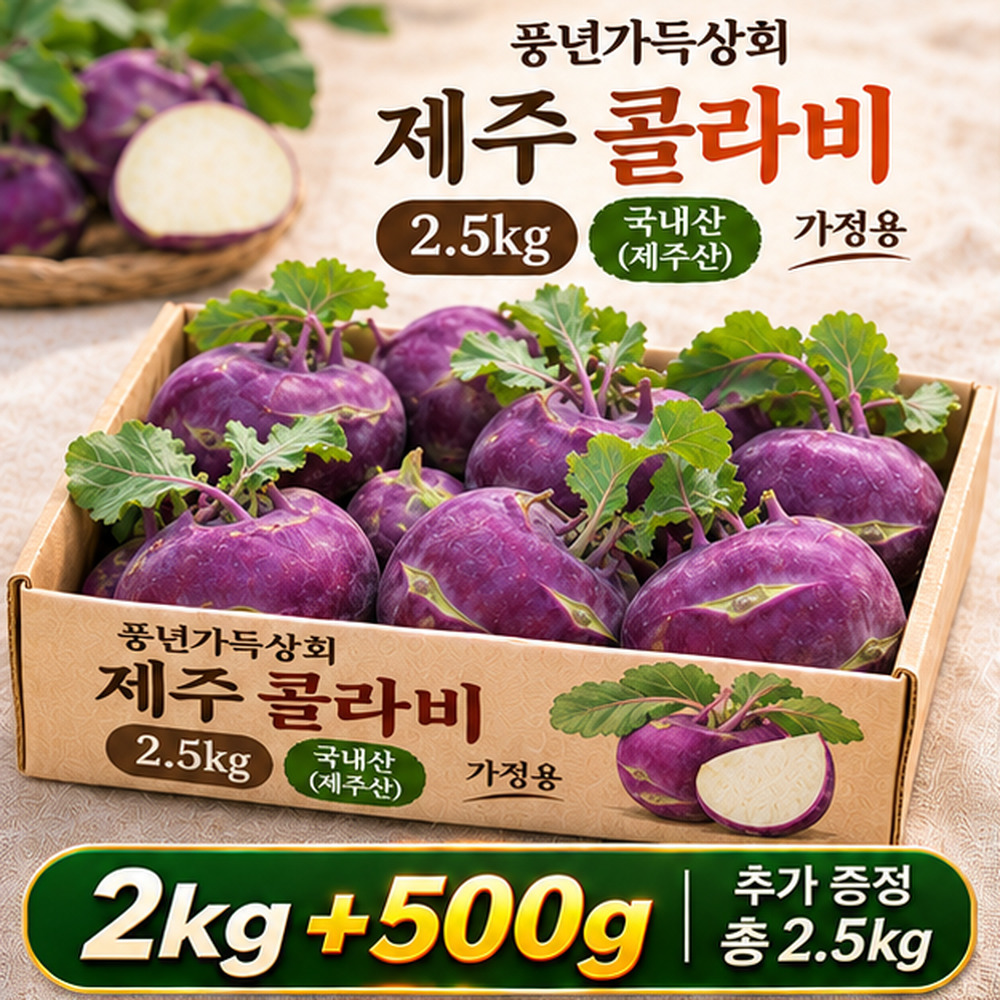 풍년가득상회
제주 콜라비
2.5kg
국내산
(제주산)
가정용
풍년가득상회
제주 콜라비
2.5kg
국내산
(제주산)
가정용
2kg +500g
추가 증정
총 2.5kg